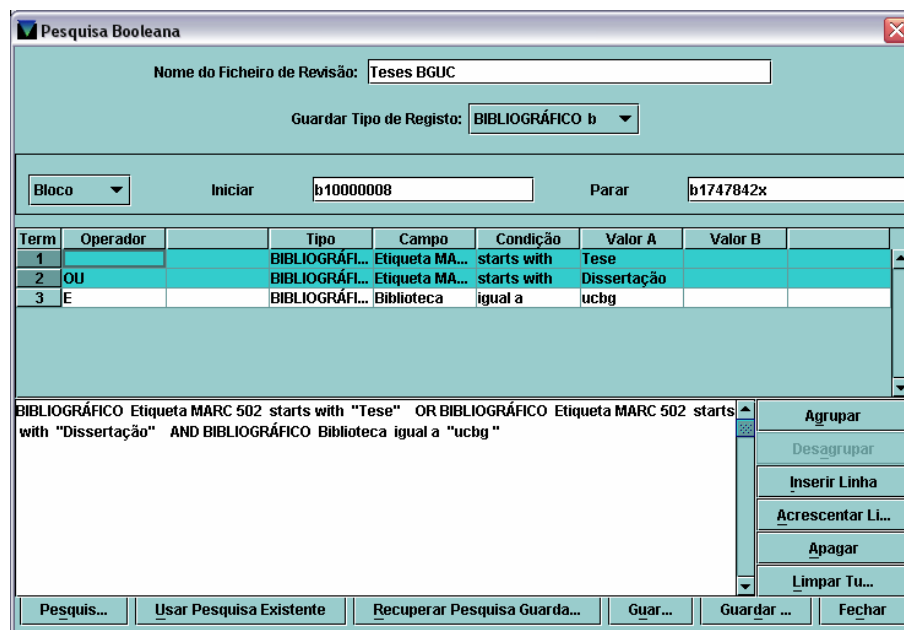 Pesquisa Booleana
Nome do Ficheiro de Revisão: Teses BGUC
Guardar Tipo de Registo: BIBLIOGRÁFICO b
Bloco Iniciar b10000008 Parar b1747842x
Term Operador Tipo Campo Condição Valor A Valor B
1 BIBLIOGRÁFI... Etiqueta MA... starts with Tese
2 OU BIBLIOGRÁFI... Etiqueta MA... starts with Dissertação
3 E BIBLIOGRÁFI... Biblioteca igual a ucbg
BIBLIOGRÁFICO Etiqueta MARC 502 starts with "Tese" OR BIBLIOGRÁFICO Etiqueta MARC 502 starts
with "Dissertação" AND BIBLIOGRÁFICO Biblioteca igual a "ucbg "
Agrupar
Desagrupar
Inserir Linha
Acrescentar Li...
Apagar
Limpar Tu...
Pesquis... Usar Pesquisa Existente Recuperar Pesquisa Guarda... Guar... Guardar ... Fechar